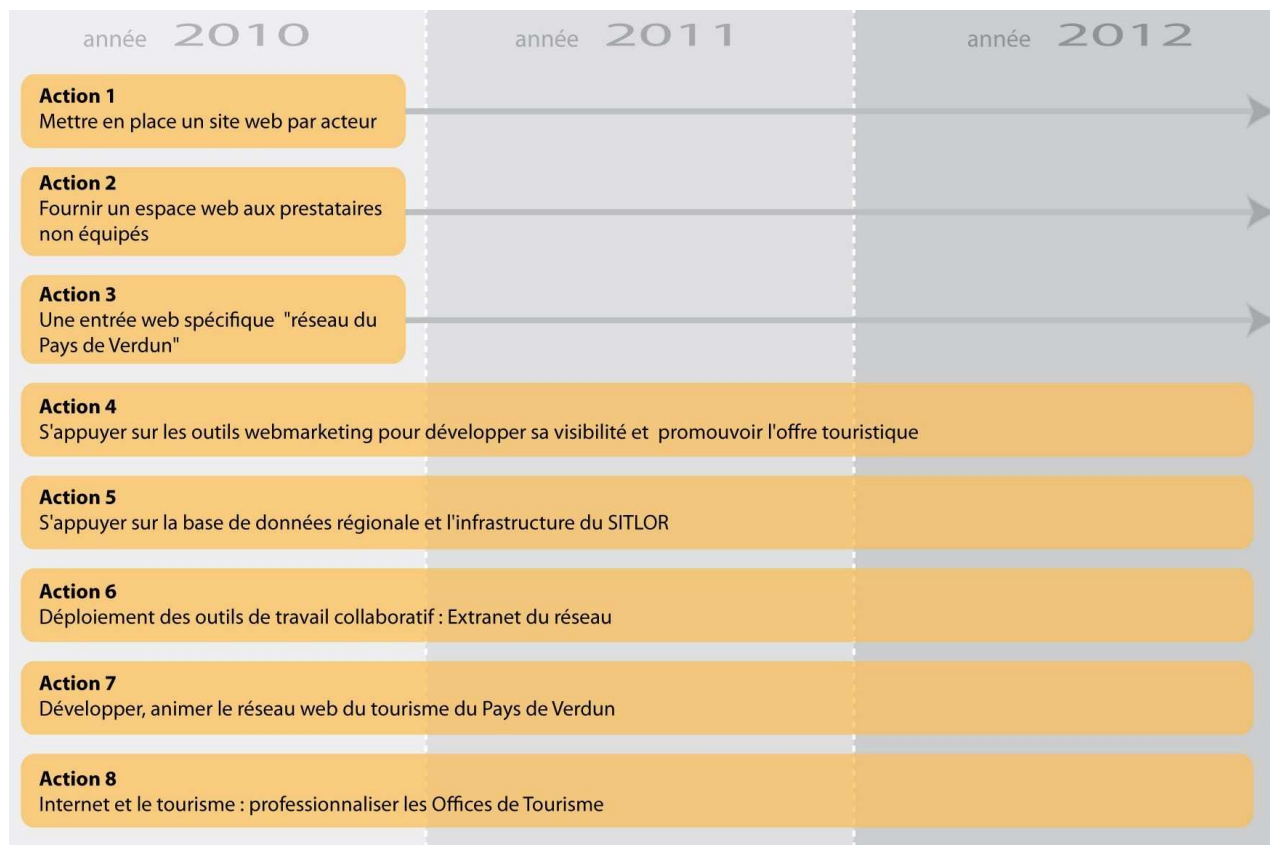 année 2010 année 2011 année 2012
Action 1
Mettre en place un site web par acteur
Action 2
Fournir un espace web aux prestataires
non équipés
Action 3
Une entrée web spécifique "réseau du
Pays de Verdun"
Action 4
S'appuyer sur les outils webmarketing pour développer sa visibilité et promouvoir l'offre touristique
Action 5
S'appuyer sur la base de données régionale et l'infrastructure du SITLOR
Action 6
Déploiement des outils de travail collaboratif : Extranet du réseau
Action 7
Développer, animer le réseau web du tourisme du Pays de Verdun
Action 8
Internet et le tourisme : professionnaliser les Offices de Tourisme